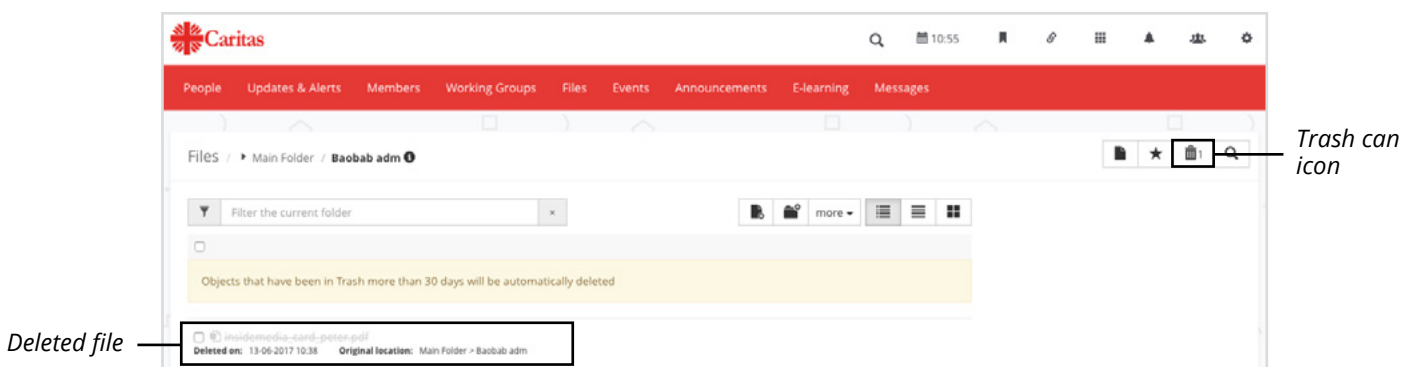 Caritas
10:55
People Updates & Alerts Members Working Groups Files Events Announcements E-learning Messages
Files / Main Folder / Baobab adm
1
Trash can
icon
Filter the current folder ×
more
Objects that have been in Trash more than 30 days will be automatically deleted
Deleted file
insidemedia_card_peter.pdf
Deleted on: 13-06-2017 10:38 Original location: Main Folder > Baobab adm